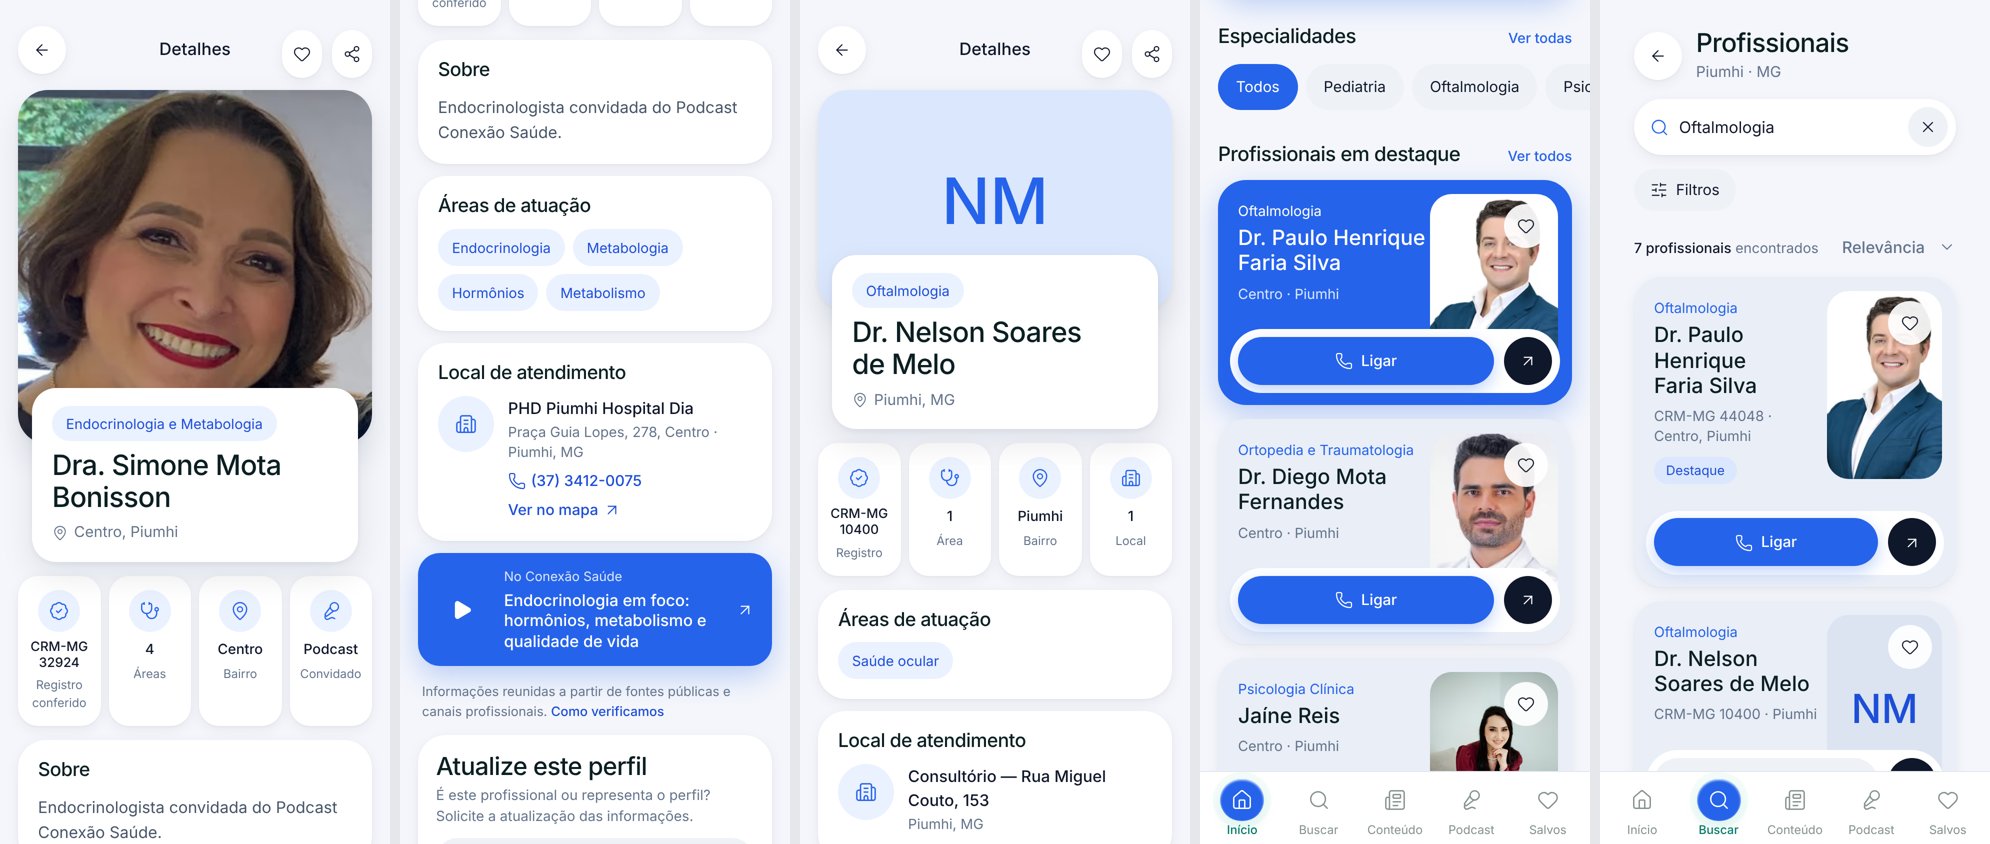 Detalhes
Endocrinologia e Metabologia
Dra. Simone Mota
Bonisson
Centro, Piumhi
CRM-MG
32924
Registro
conferido
4
Áreas
Centro
Bairro
Podcast
Convidado
Sobre
Endocrinologista convidada do Podcast
Conexão Saúde.
conferido
Sobre
Endocrinologista convidada do Podcast
Conexão Saúde.
Áreas de atuação
Endocrinologia
Metabologia
Hormônios
Metabolismo
Local de atendimento
PHD Piumhi Hospital Dia
Praça Guia Lopes, 278, Centro ·
Piumhi, MG
(37) 3412-0075
Ver no mapa
No Conexão Saúde
Endocrinologia em foco:
hormônios, metabolismo e
qualidade de vida
Informações reunidas a partir de fontes públicas e
canais profissionais. Como verificamos
Atualize este perfil
É este profissional ou representa o perfil?
Solicite a atualização das informações.
Detalhes
NM
Oftalmologia
Dr. Nelson Soares
de Melo
Piumhi, MG
CRM-MG
10400
Registro
1
Área
Piumhi
Bairro
1
Local
Áreas de atuação
Saúde ocular
Local de atendimento
Consultório — Rua Miguel
Couto, 153
Piumhi, MG
Especialidades
Ver todas
Todos
Pediatria
Oftalmologia
Psic
Profissionais em destaque
Ver todos
Oftalmologia
Dr. Paulo Henrique
Faria Silva
Centro · Piumhi
Ligar
Ortopedia e Traumatologia
Dr. Diego Mota
Fernandes
Centro · Piumhi
Ligar
Psicologia Clínica
Jaíne Reis
Centro · Piumhi
Início
Buscar
Conteúdo
Podcast
Salvos
Profissionais
Piumhi · MG
Oftalmologia
Filtros
7 profissionais encontrados
Relevância
Oftalmologia
Dr. Paulo
Henrique
Faria Silva
CRM-MG 44048 ·
Centro, Piumhi
Destaque
Ligar
Oftalmologia
Dr. Nelson
Soares de Melo
CRM-MG 10400 · Piumhi
NM
Início
Buscar
Conteúdo
Podcast
Salvos